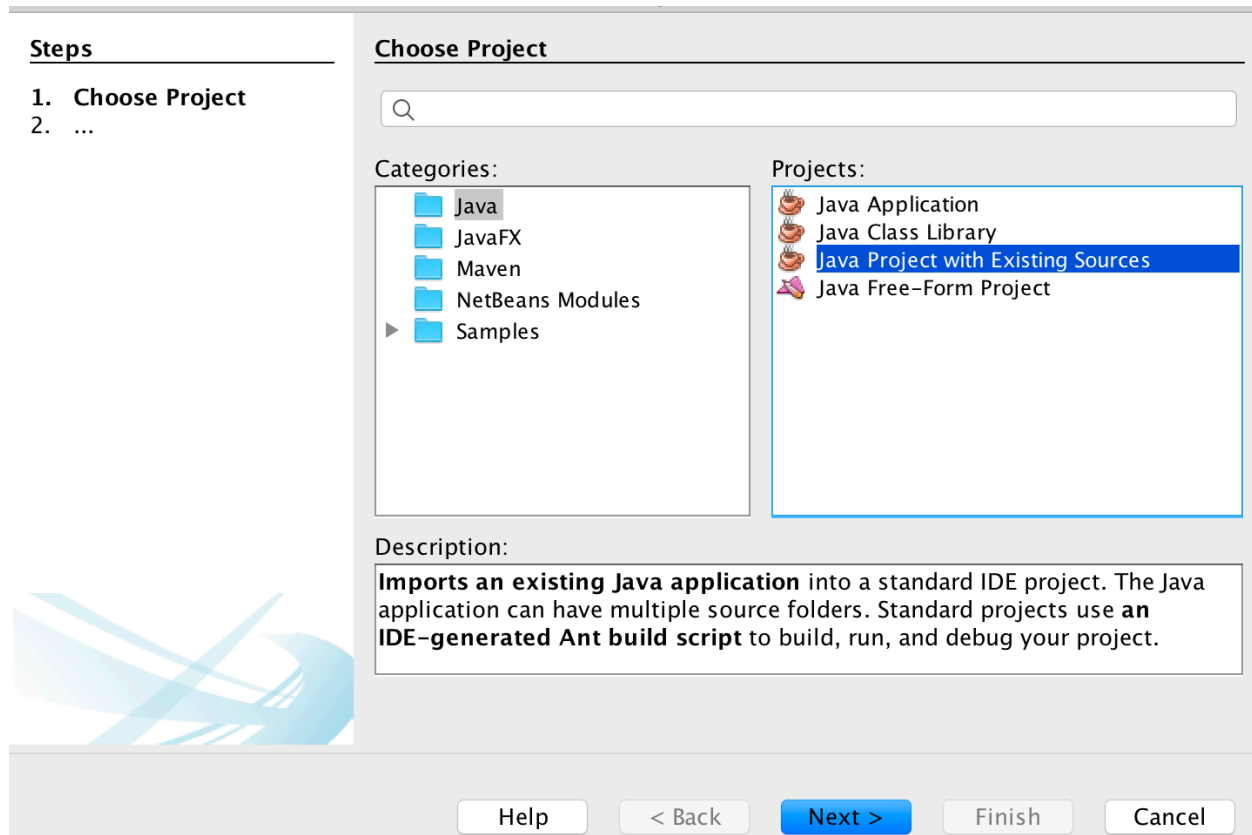 Steps
1. Choose Project
2. ...
Choose Project
Categories:
Java
JavaFX
Maven
NetBeans Modules
Samples
Projects:
Java Application
Java Class Library
Java Project with Existing Sources
Java Free-Form Project
Description:
Imports an existing Java application into a standard IDE project. The Java
application can have multiple source folders. Standard projects use an
IDE-generated Ant build script to build, run, and debug your project.
Help
< Back
Next >
Finish
Cancel